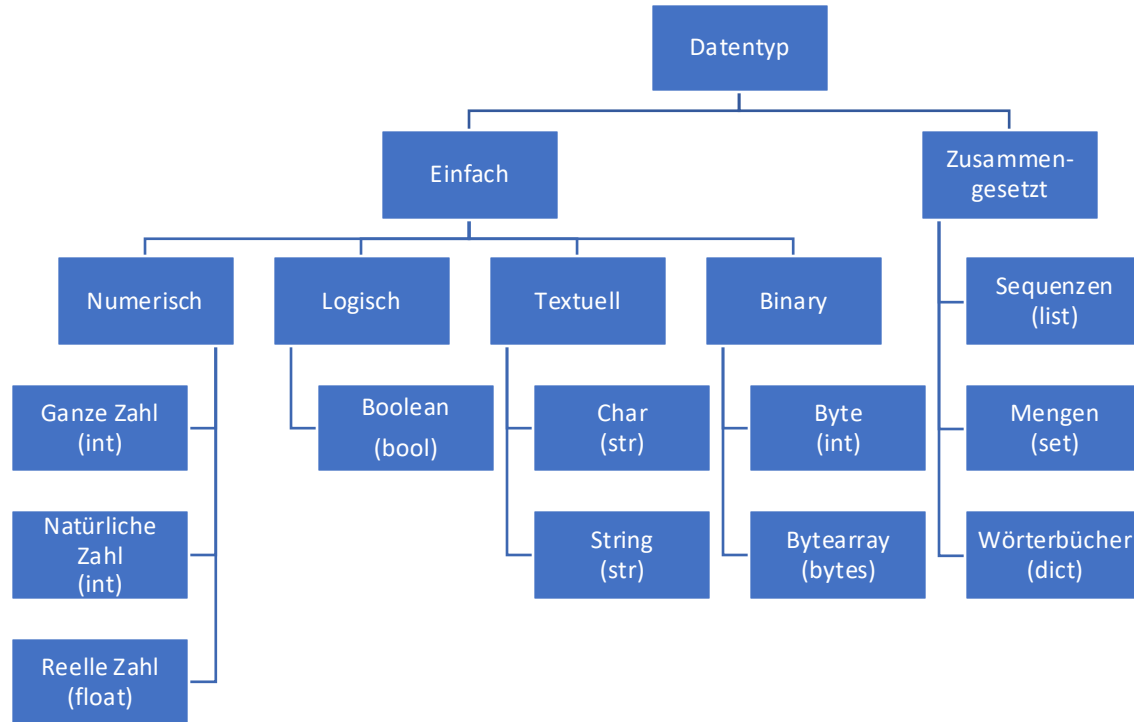 Datentyp
Einfach
Zusammen-
gesetzt
Numerisch
Logisch
Textuell
Binary
Sequenzen
(list)
Ganze Zahl
(int)
Boolean
(bool)
Char
(str)
Byte
(int)
Mengen
(set)
Natürliche
Zahl
(int)
String
(str)
Bytearray
(bytes)
Wörterbücher
(dict)
Reelle Zahl
(float)